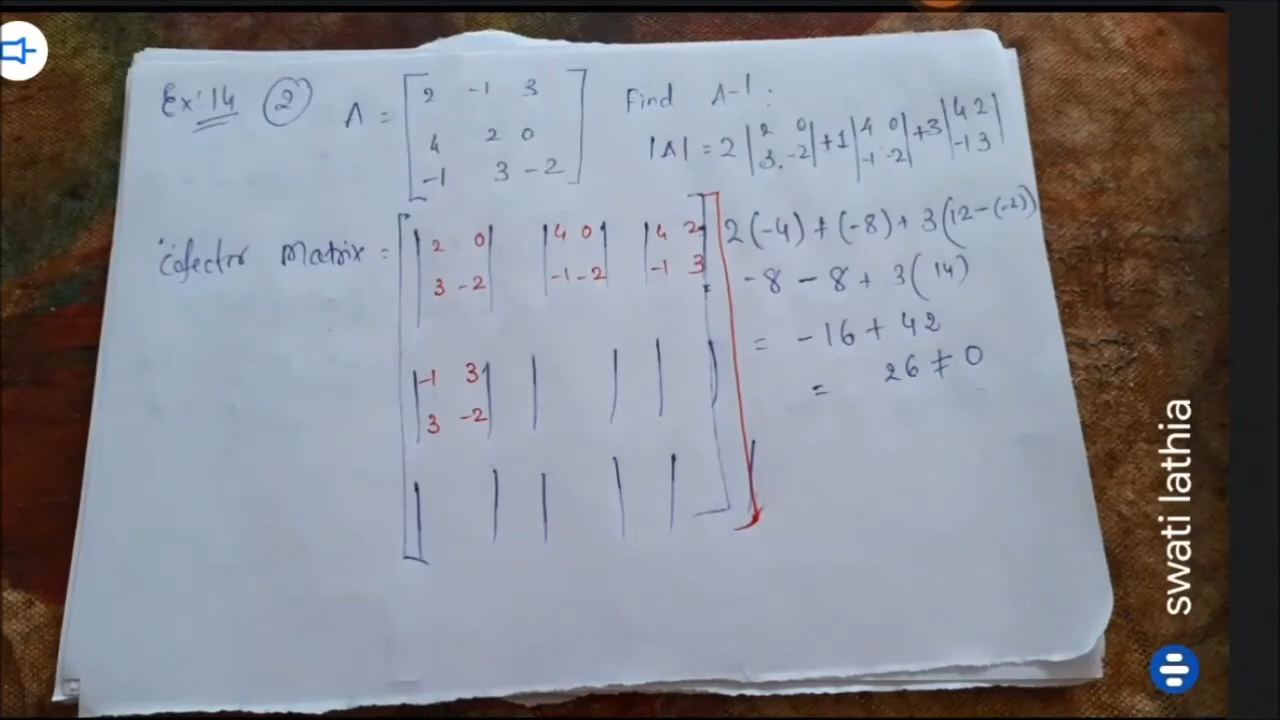 Ex:14 (2) A = [2 -1 3
4 2 0
-1 3 -2] Find A-1:
|A| = 2 |2 0 3 -2| + 1 |4 0 -1 -2| + 3 |4 2 -1 3|
Cofector Matrix = [|2 0 3 -2| |4 0 -1 -2| |4 2 -1 3|
|-1 3 3 -2| | | | |
| | | | | |]
2(-4) + (-8) + 3(12-(-2))
-8 - 8 + 3(14)
= -16 + 42
= 26 ≠ 0
swati lathia